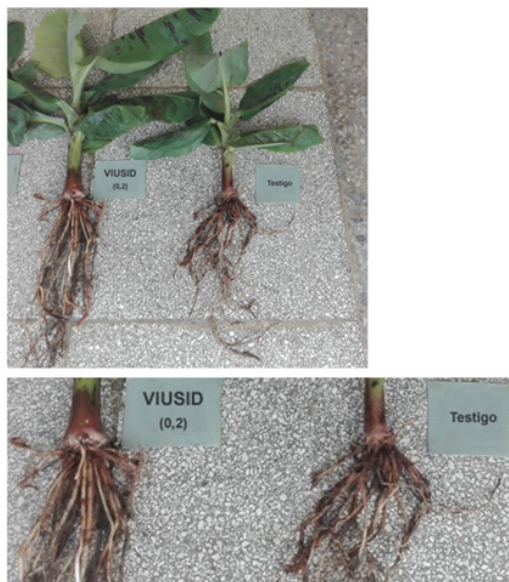 VIUSID
(0,2)
Testigo
VIUSID
(0,2)
Testigo